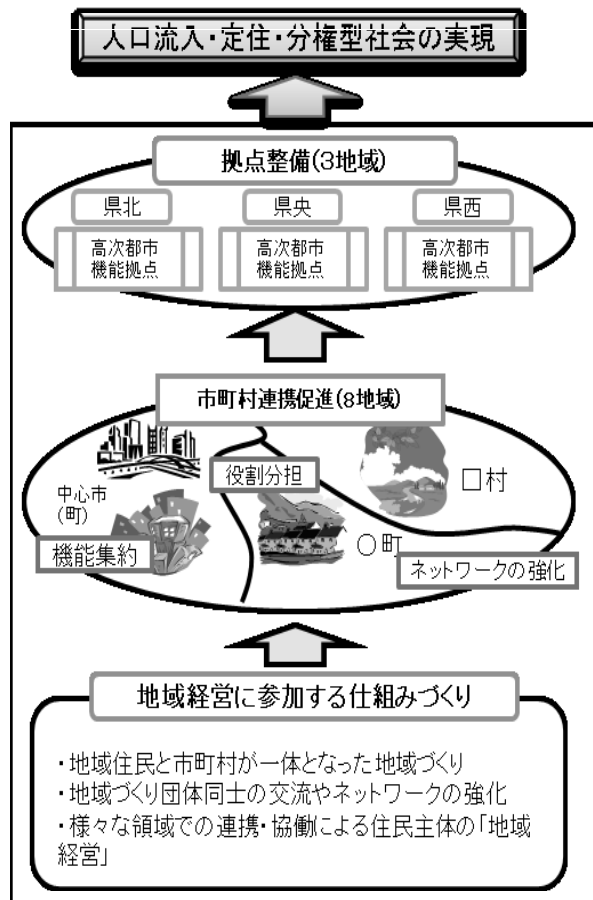 人口流入・定住・分権型社会の実現
拠点整備(3地域)
県北
県央
県西
高次都市
機能拠点
高次都市
機能拠点
高次都市
機能拠点
市町村連携促進(8地域)
役割分担
□村
中心市
(町)
機能集約
○町
ネットワークの強化
地域経営に参加する仕組みづくり
・地域住民と市町村が一体となった地域づくり
・地域づくり団体同士の交流やネットワークの強化
・様々な領域での連携・協働による住民主体の「地域
経営」